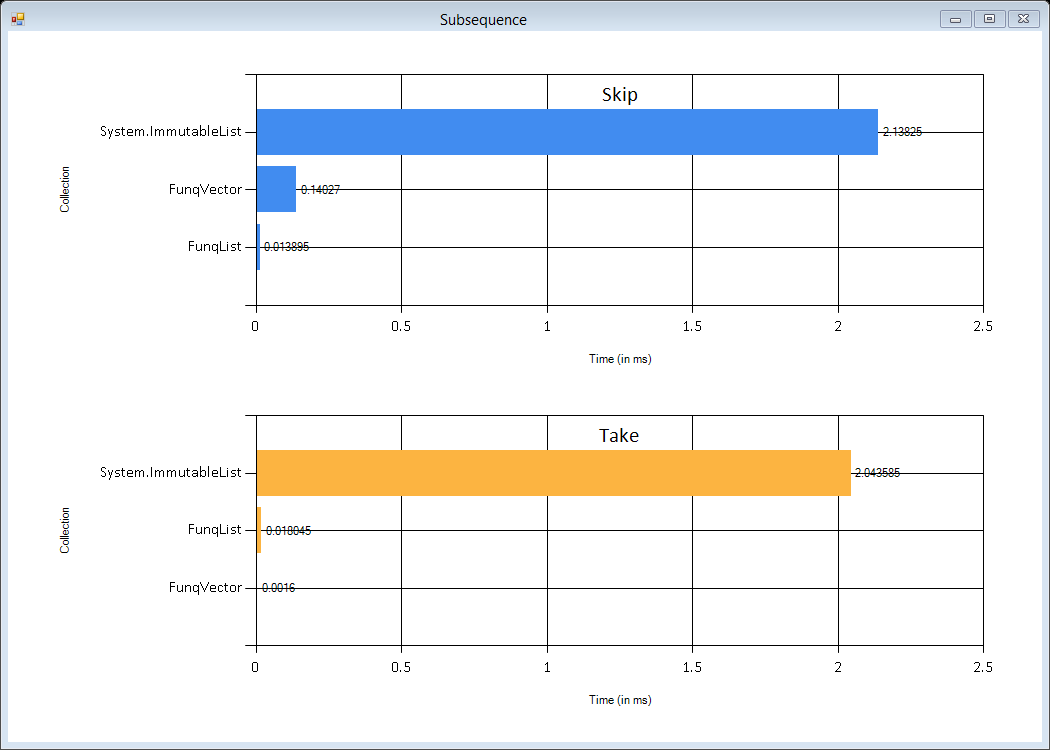 Subsequence
Skip
System.ImmutableList
2.13825
FunqVector
0.14027
FunqList
0.013895
Collection
0 0.5 1 1.5 2 2.5
Time (in ms)
Take
System.ImmutableList
2.043585
FunqList
0.018045
FunqVector
0.0016
Collection
0 0.5 1 1.5 2 2.5
Time (in ms)